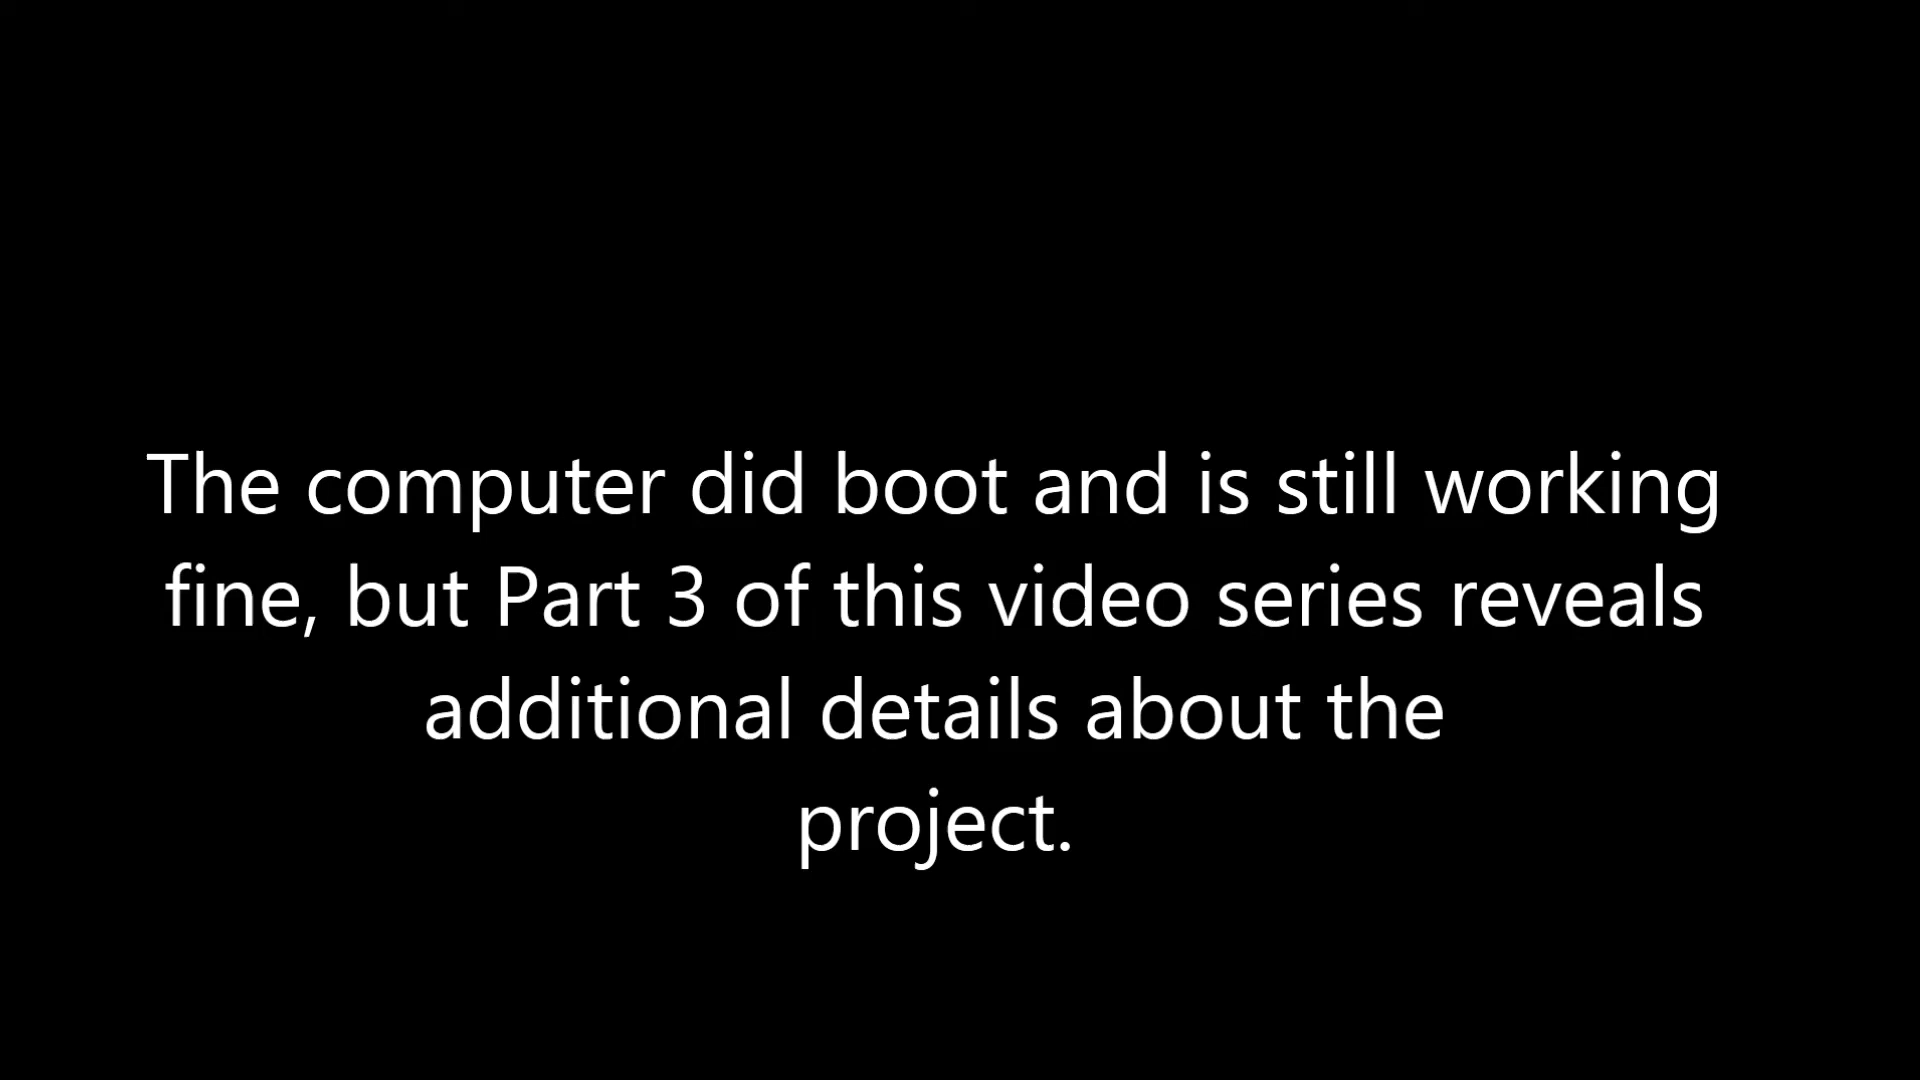 The computer did boot and is still working
fine, but Part 3 of this video series reveals
additional details about the
project.